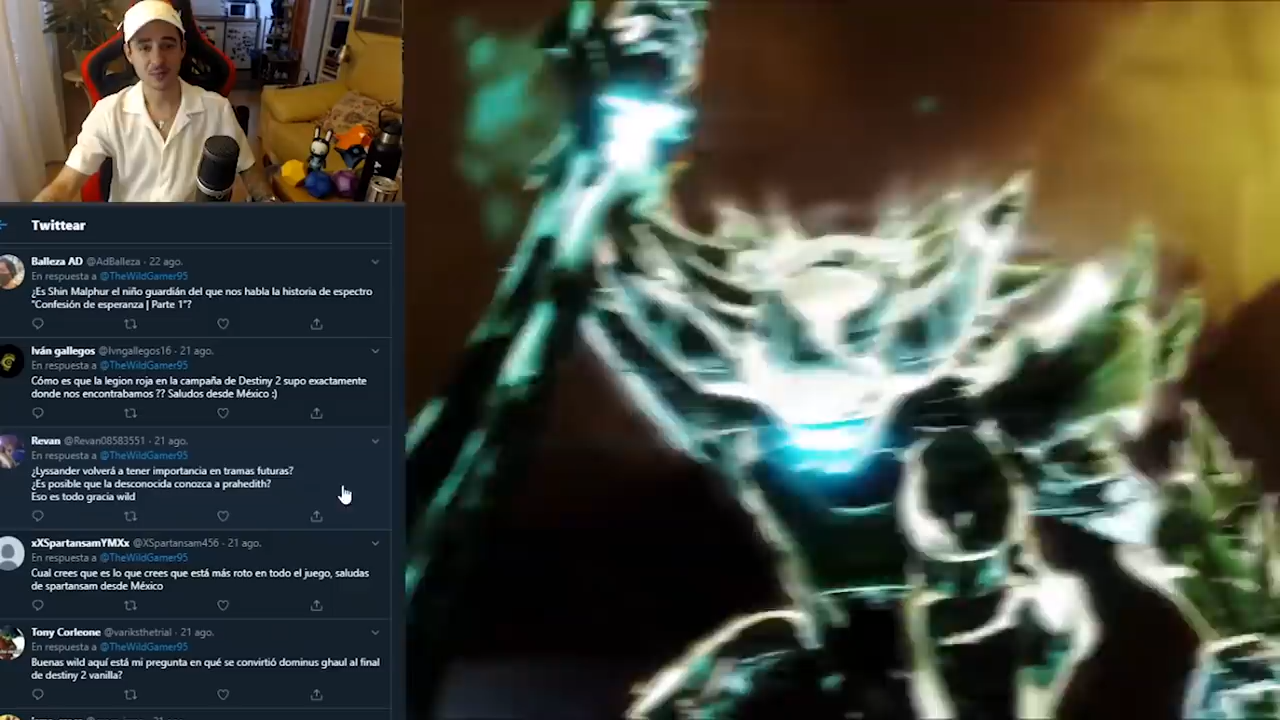 Twittear
Balleza AD @AdBalleza · 22 ago.
En respuesta a @TheWildGamer95
¿Es Shin Malphur el niño guardián del que nos habla la historia de espectro
"Confesión de esperanza | Parte 1"?
Iván gallegos @Ivngallegos16 · 21 ago.
En respuesta a @TheWildGamer95
Cómo es que la legion roja en la campaña de Destiny 2 supo exactamente
donde nos encontrabamos ?? Saludos desde México :)
Revan @Revan08583551 · 21 ago.
En respuesta a @TheWildGamer95
¿Lyssander volverá a tener importancia en tramas futuras?
¿Es posible que la desconocida conozca a prahedith?
Eso es todo gracia wild
xXSpartansamYMXx @XSpartansam456 · 21 ago.
En respuesta a @TheWildGamer95
Cual crees que es lo que crees que está más roto en todo el juego, saludas
de spartansam desde México
Tony Corleone @variksthetrial · 21 ago.
En respuesta a @TheWildGamer95
Buenas wild aquí está mi pregunta en qué se convirtió dominus ghaul al final
de destiny 2 vanilla?